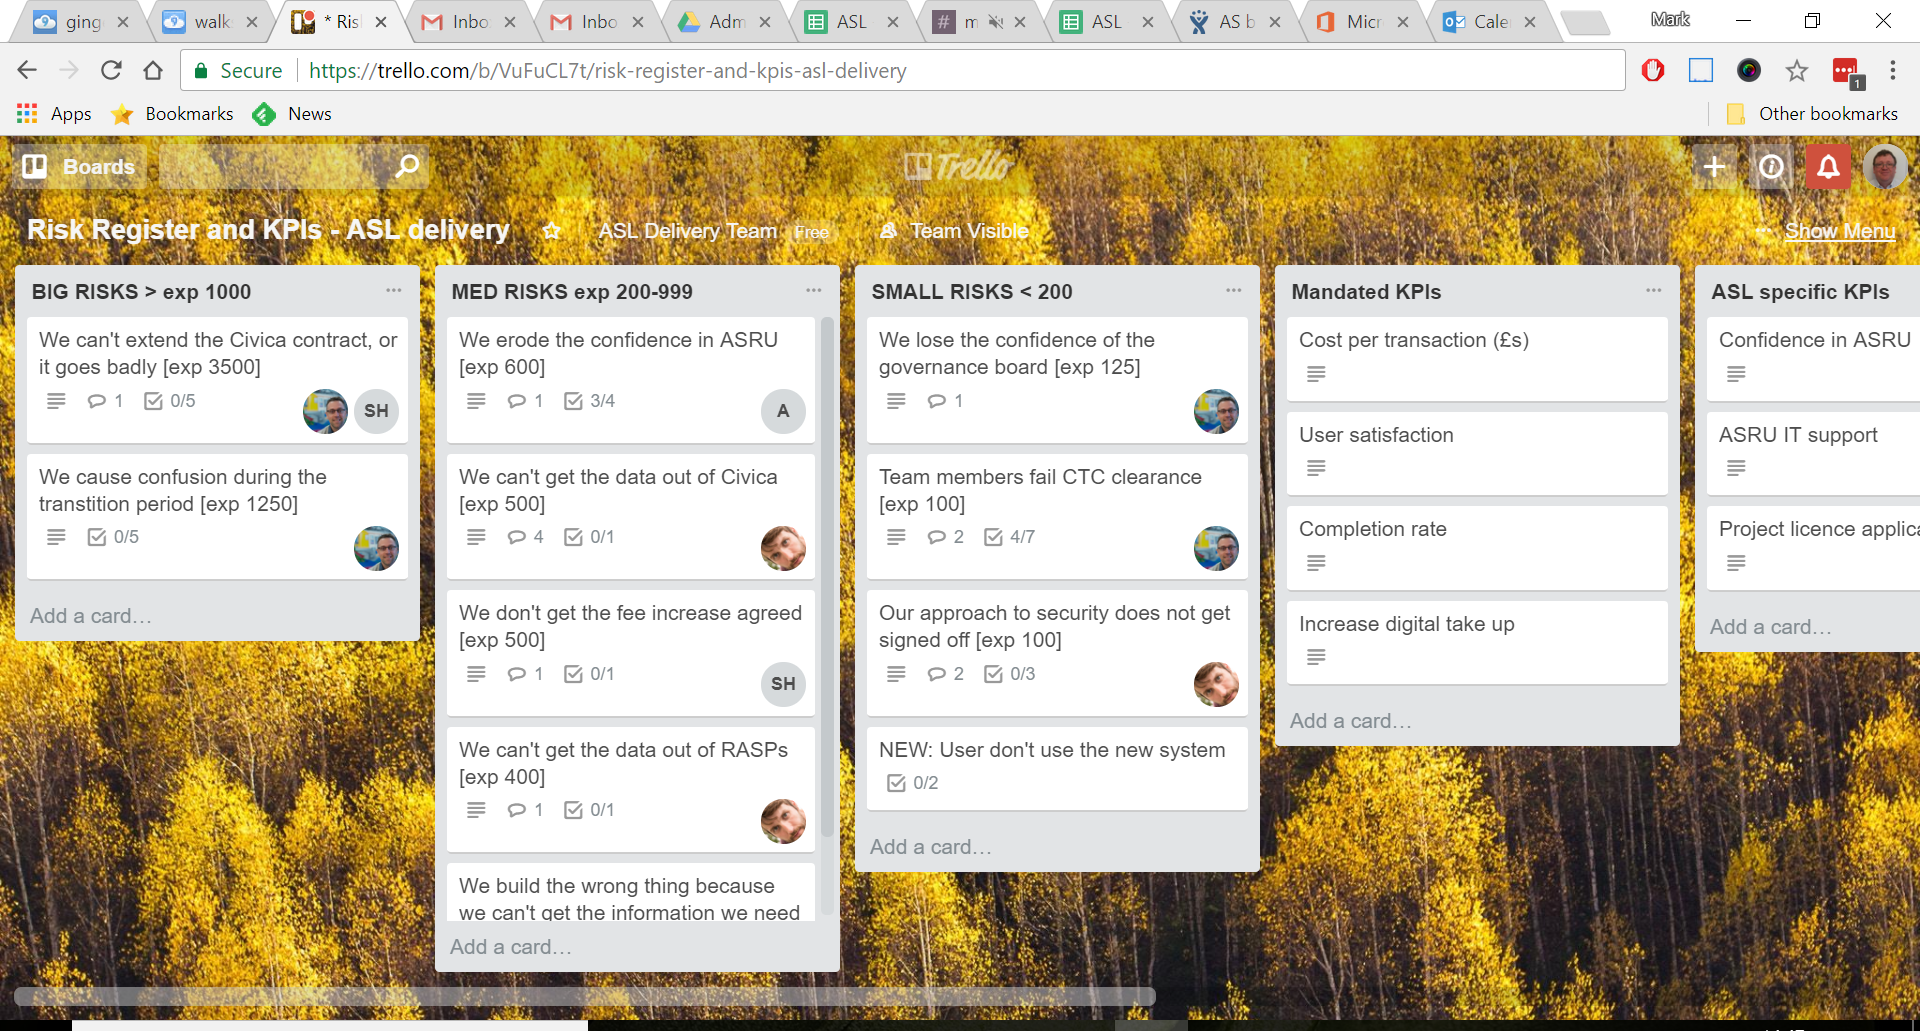 ging
walk
* Ris
Inbo
Inbo
Adm
ASL
m
ASL
AS b
Micr
Cale
Mark
Secure
https://trello.com/b/VuFuCL7t/risk-register-and-kpis-asl-delivery
1
Apps
Bookmarks
News
Other bookmarks
Boards
Trello
Risk Register and KPIs - ASL delivery
ASL Delivery Team Free
Team Visible
... Show Menu
BIG RISKS > exp 1000
We can't extend the Civica contract, or
it goes badly [exp 3500]
1 0/5
SH
We cause confusion during the
transtition period [exp 1250]
0/5
Add a card…
MED RISKS exp 200-999
We erode the confidence in ASRU
[exp 600]
1 3/4
A
We can't get the data out of Civica
[exp 500]
4 0/1
We don't get the fee increase agreed
[exp 500]
1 0/1
SH
We can't get the data out of RASPs
[exp 400]
1 0/1
We build the wrong thing because
we can't get the information we need
Add a card…
SMALL RISKS < 200
We lose the confidence of the
governance board [exp 125]
1
Team members fail CTC clearance
[exp 100]
2 4/7
Our approach to security does not get
signed off [exp 100]
2 0/3
NEW: User don't use the new system
0/2
Add a card…
Mandated KPIs
Cost per transaction (£s)
User satisfaction
Completion rate
Increase digital take up
Add a card…
ASL specific KPIs
Confidence in ASRU
ASRU IT support
Project licence applica
Add a card…